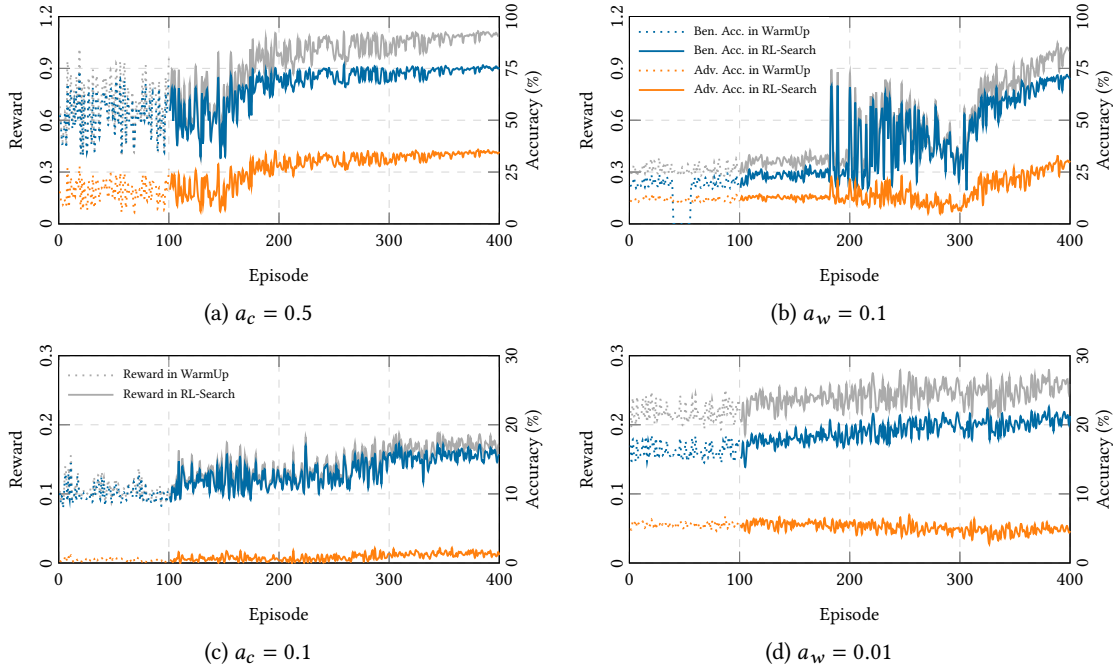 1.2
0.9
0.6
0.3
0
Reward
100
75
50
25
0
Accuracy (%)
0 100 200 300 400
Episode
(a) a_c = 0.5
1.2
0.9
0.6
0.3
0
Reward
Ben. Acc. in WarmUp
Ben. Acc. in RL-Search
Adv. Acc. in WarmUp
Adv. Acc. in RL-Search
100
75
50
25
0
Accuracy (%)
0 100 200 300 400
Episode
(b) a_w = 0.1
0.3
0.2
0.1
0
Reward
Reward in WarmUp
Reward in RL-Search
30
20
10
0
Accuracy (%)
0 100 200 300 400
Episode
(c) a_c = 0.1
0.3
0.2
0.1
0
Reward
30
20
10
0
Accuracy (%)
0 100 200 300 400
Episode
(d) a_w = 0.01